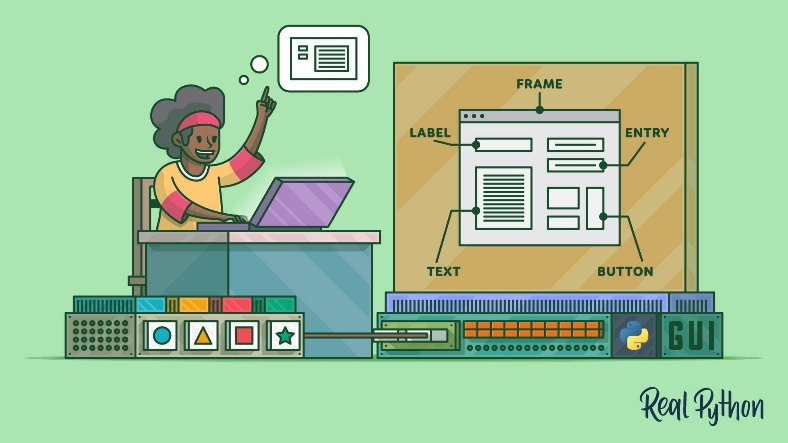 FRAME
LABEL
ENTRY
TEXT
BUTTON
GUI
Real Python